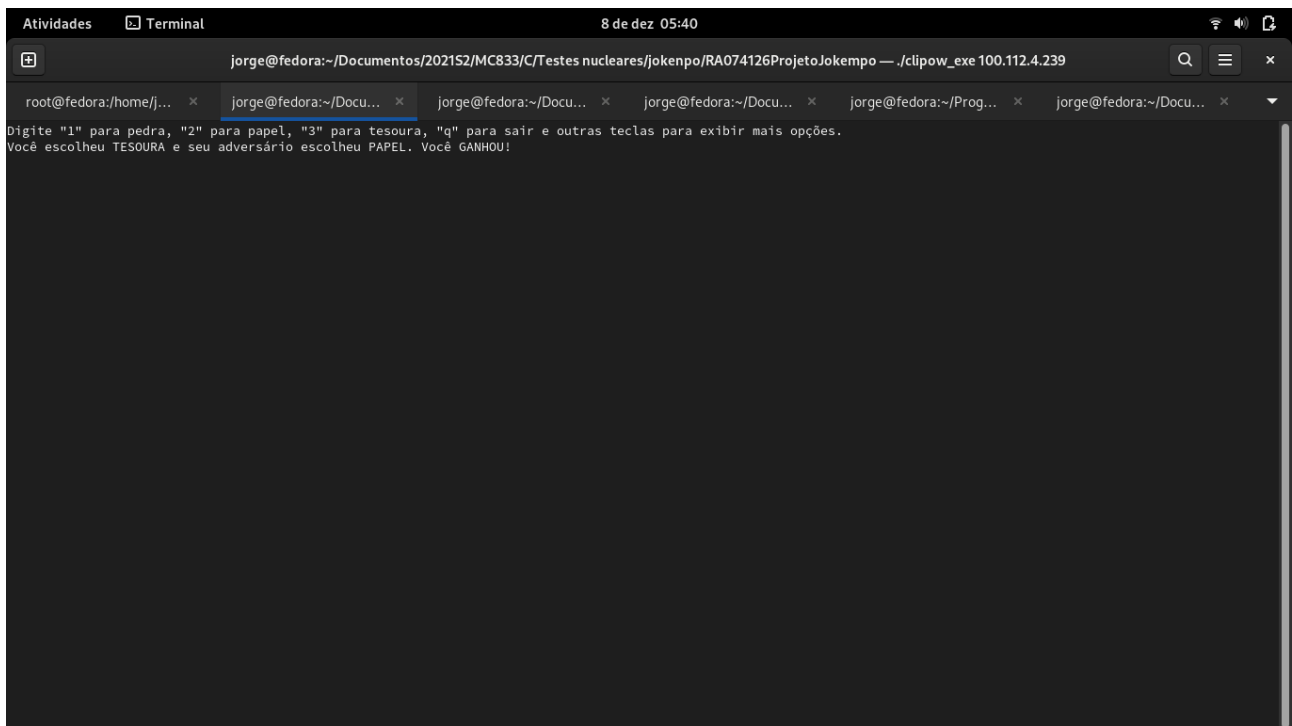 Atividades Terminal 8 de dez 05:40
jorge@fedora:~/Documentos/2021S2/MC833/C/Testes nucleares/jokenpo/RA074126ProjetoJokempo — ./clipow_exe 100.112.4.239
root@fedora:/home/j... jorge@fedora:~/Docu... jorge@fedora:~/Docu... jorge@fedora:~/Docu... jorge@fedora:~/Prog... jorge@fedora:~/Docu...
Digite "1" para pedra, "2" para papel, "3" para tesoura, "q" para sair e outras teclas para exibir mais opções.
Você escolheu TESOURA e seu adversário escolheu PAPEL. Você GANHOU!